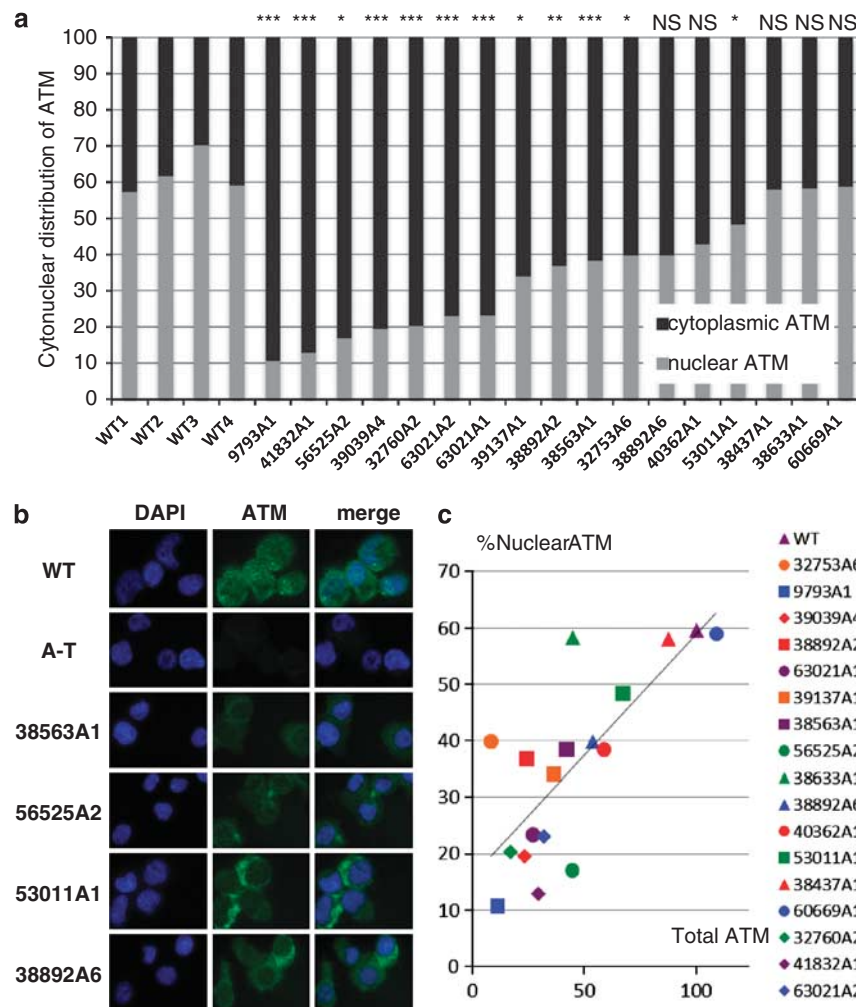 a
*** *** * *** *** *** *** * ** *** * NS NS * NS NS NS
Cytonuclear distribution of ATM
100
90
80
70
60
50
40
30
20
10
0
cytoplasmic ATM
nuclear ATM
WT1
WT2
WT3
WT4
9793A1
41832A1
56525A2
39039A4
32760A2
63021A2
63021A1
39137A1
38892A2
38563A1
32753A6
38892A6
40362A1
53011A1
38437A1
38633A1
60669A1
b
DAPI ATM merge
WT
A-T
38563A1
56525A2
53011A1
38892A6
c
%NuclearATM
70
60
50
40
30
20
10
0
0 50 100
Total ATM
WT
32753A6
9793A1
39039A4
38892A2
63021A1
39137A1
38563A1
56525A2
38633A1
38892A6
40362A1
53011A1
38437A1
60669A1
32760A2
41832A1
63021A2